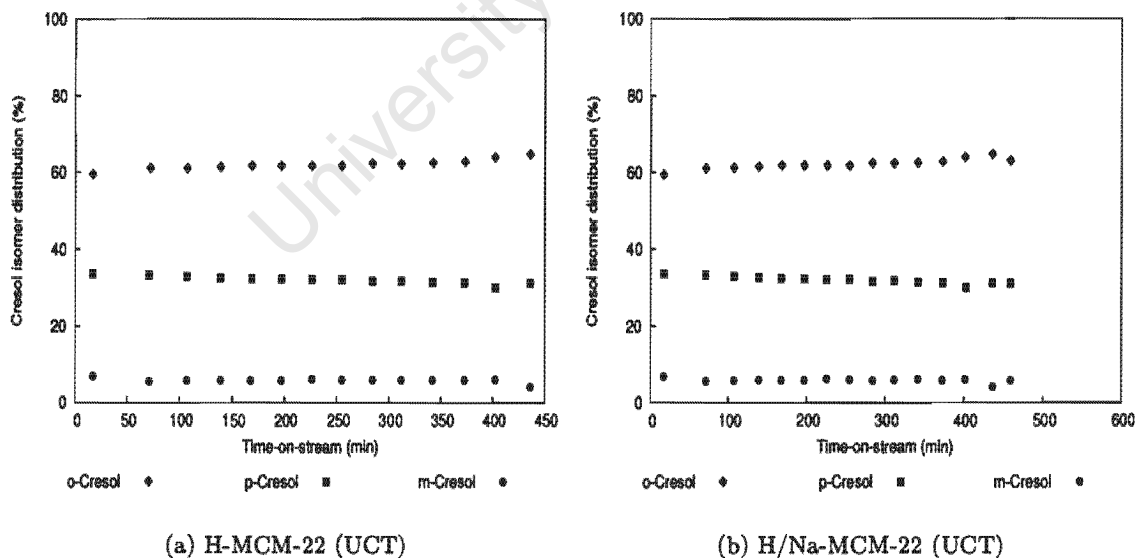 University
Cresol isomer distribution (%)
100
80
60
40
20
0
0 50 100 150 200 250 300 350 400 450
Time-on-stream (min)
o-Cresol p-Cresol m-Cresol
(a) H-MCM-22 (UCT)
Cresol isomer distribution (%)
100
80
60
40
20
0
0 100 200 300 400 500 600
Time-on-stream (min)
o-Cresol p-Cresol m-Cresol
(b) H/Na-MCM-22 (UCT)